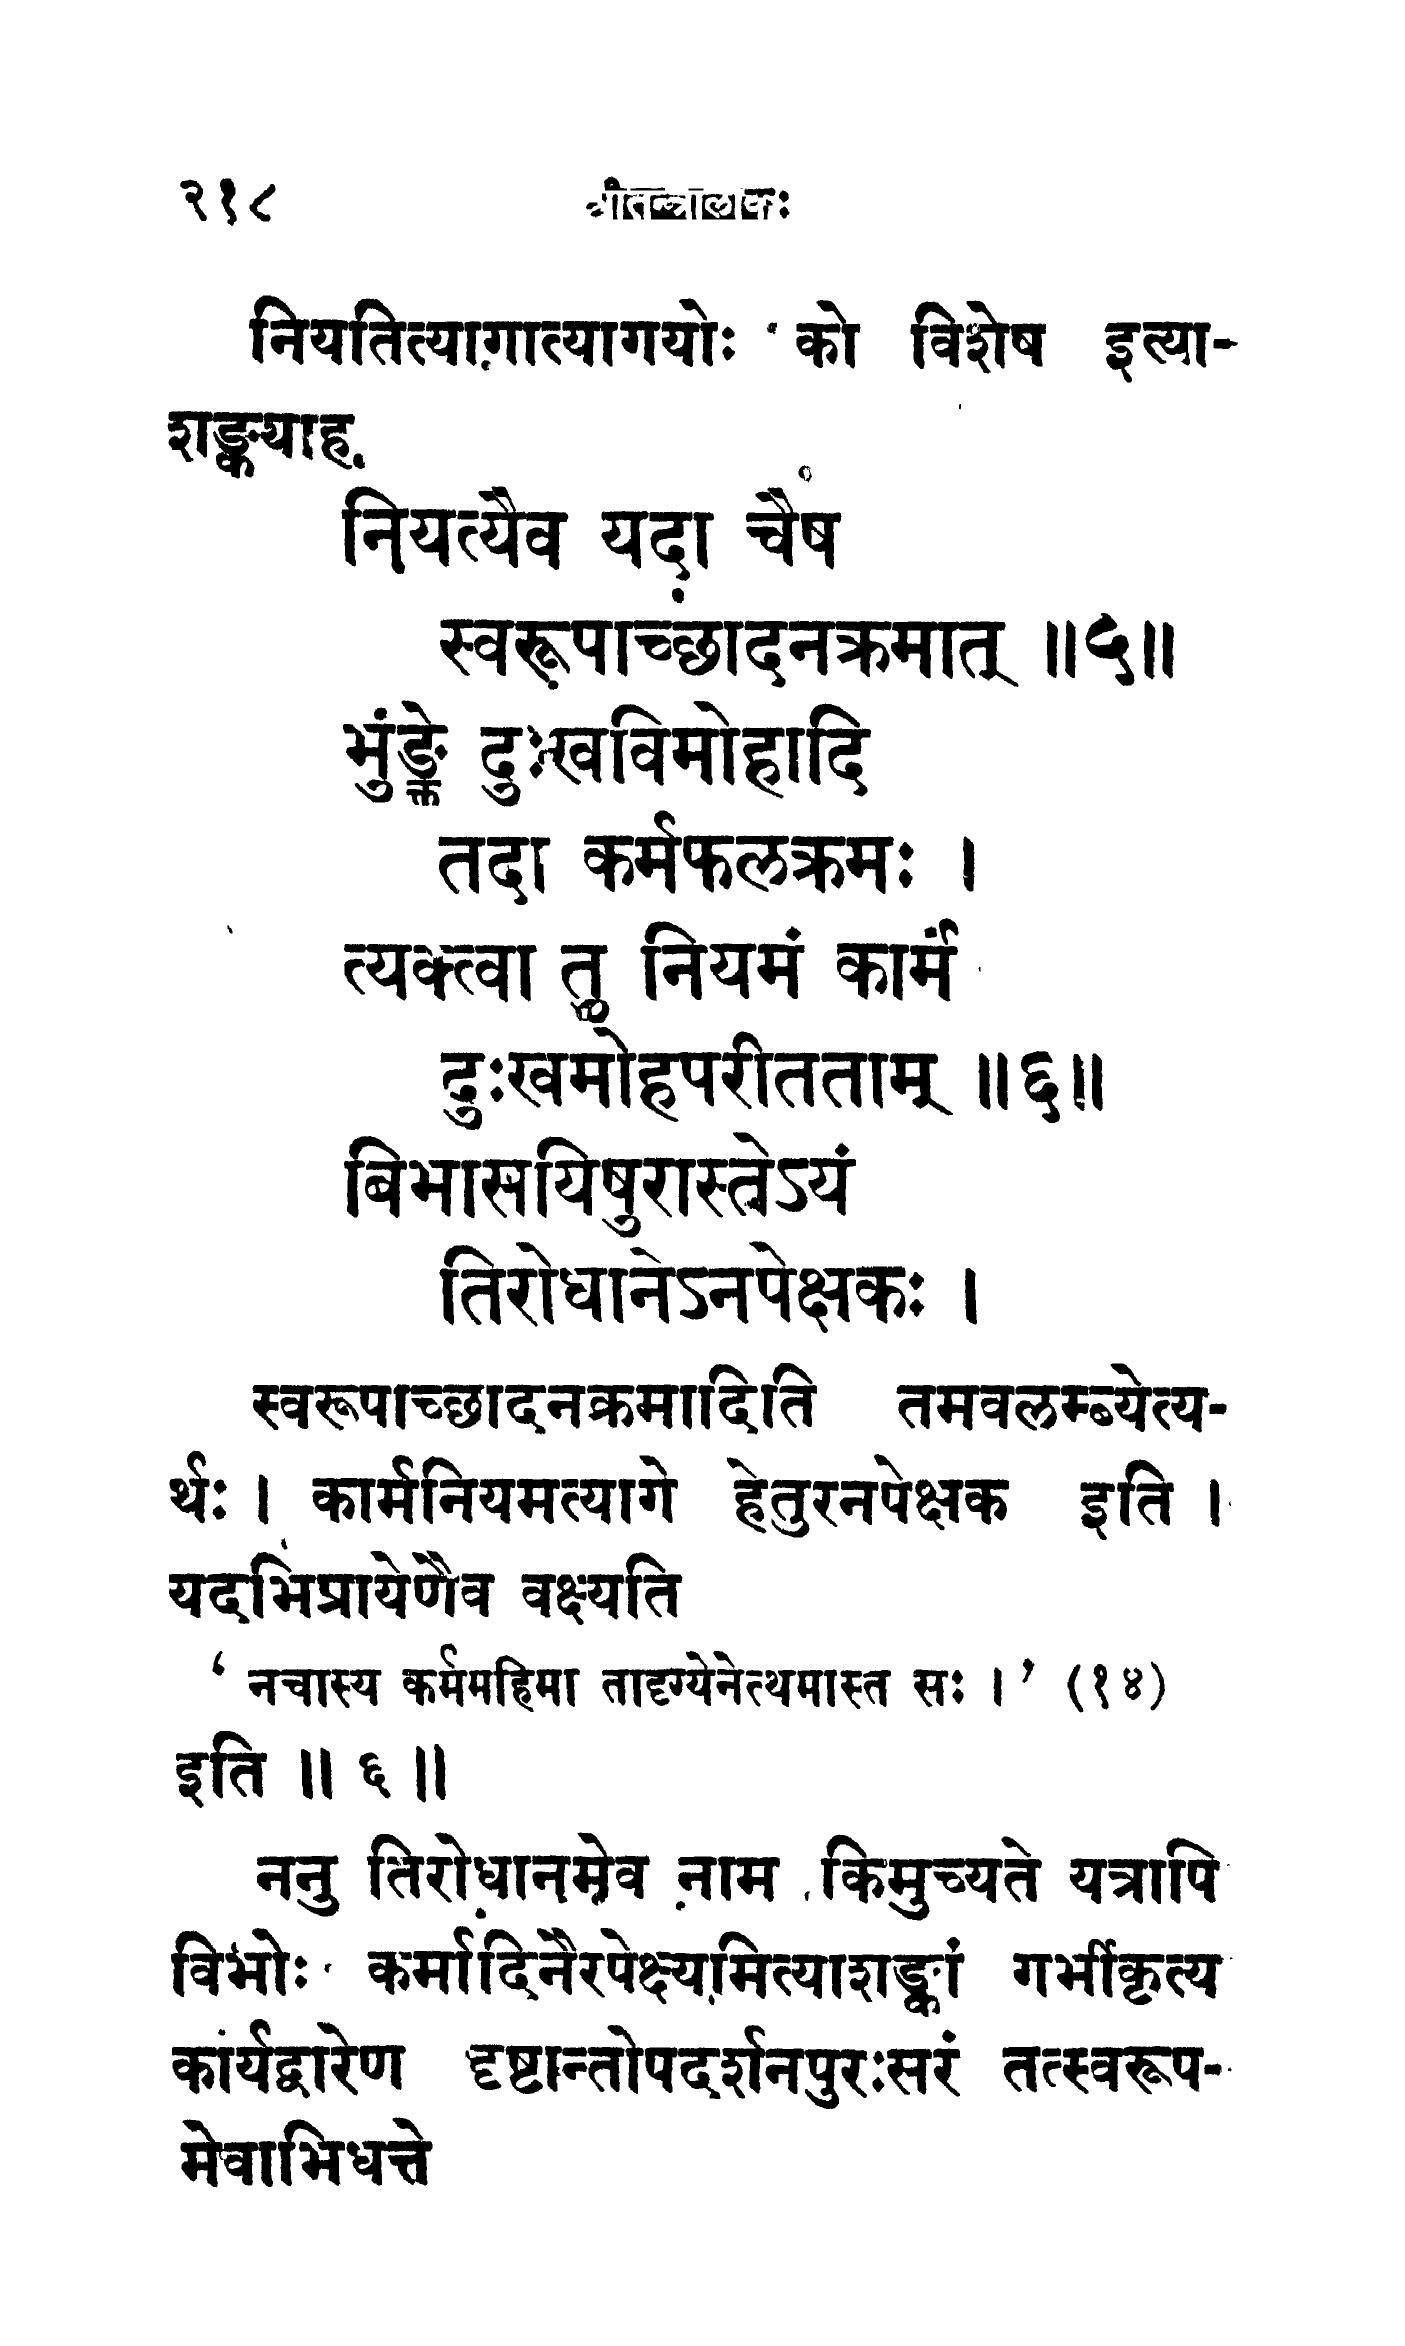 २१८ श्रीतन्त्रालोकः
नियतित्यागात्यागयोः को विशेष इत्या-
शङ्क्याह
नियत्यैव यदा चैष
स्वरूपाच्छादनक्रमात् ॥५॥
भुंङ्क्ते दुःखविमोहादि
तदा कर्मफलक्रमः ।
त्यक्त्वा तु नियमं कार्मं
दुःखमोहपरीतताम् ॥६॥
बिभासयिषुरास्तेऽयं
तिरोधानेऽनपेक्षकः ।
स्वरूपाच्छादनक्रमादिति तमवलम्ब्येत्य-
र्थः । कार्मनियमत्यागे हेतुरनपेक्षक इति ।
यदभिप्रायेणैव वक्ष्यति
‘ नचास्य कर्ममहिमा तादृग्येनेत्थमास्त सः । ’ (१४)
इति ॥ ६ ॥
ननु तिरोधानमेव नाम किमुच्यते यत्रापि
विभोः कर्मादिनैरपेक्ष्यमित्याशङ्कां गर्भीकृत्य
कार्यद्वारेण दृष्टान्तोपदर्शनपुरःसरं तत्स्वरूप-
मेवाभिधत्ते